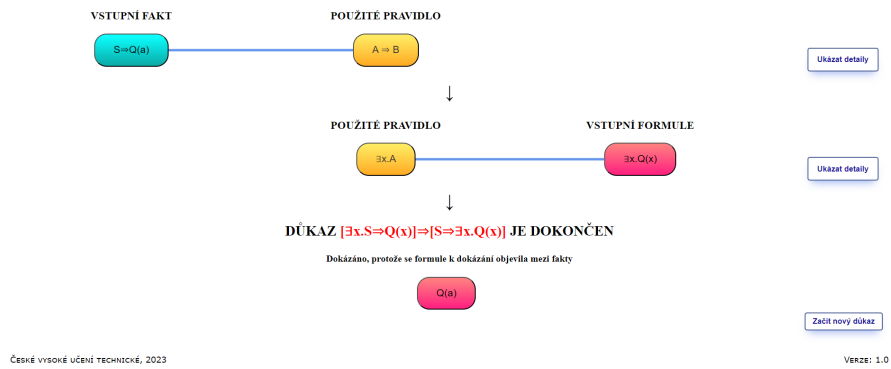 VSTUPNÍ FAKT POUŽITÉ PRAVIDLO
S⇒Q(a) A ⇒ B Ukázat detaily
↓
POUŽITÉ PRAVIDLO VSTUPNÍ FORMULE
∃x.A ∃x.Q(x) Ukázat detaily
↓
DŮKAZ [∃x.S⇒Q(x)]⇒[S⇒∃x.Q(x)] JE DOKONČEN
Dokázáno, protože se formule k dokázání objevila mezi fakty
Q(a)
Začít nový důkaz
České vysoké učení technické, 2023 Verze: 1.0